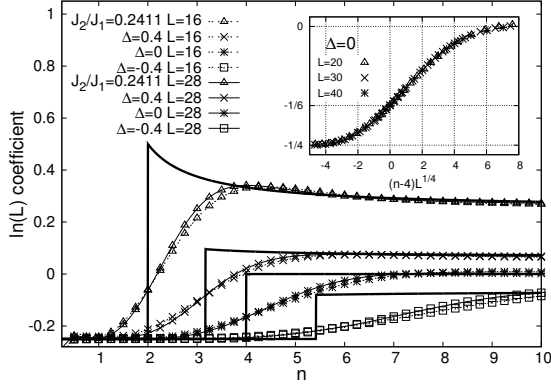 J2/J1=0.2411 L=16
Δ=0.4 L=16
Δ=0 L=16
Δ=-0.4 L=16
J2/J1=0.2411 L=28
Δ=0.4 L=28
Δ=0 L=28
Δ=-0.4 L=28
Δ=0
L=20
L=30
L=40
0
-1/6
-1/4
-4 -2 0 2 4 6 8
(n-4)L^1/4
ln(L) coefficient
1
0.8
0.6
0.4
0.2
0
-0.2
1 2 3 4 5 6 7 8 9 10
n